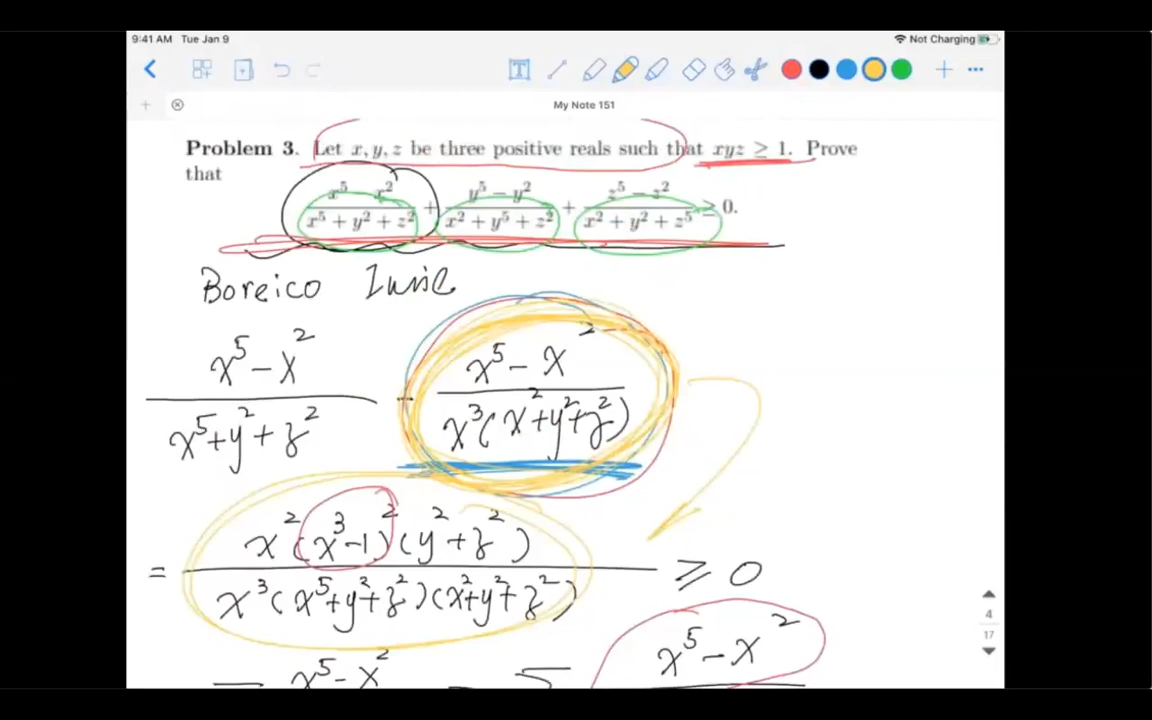 9:41 AM Tue Jan 9
Not Charging
My Note 151
Problem 3. Let x, y, z be three positive reals such that xyz ≥ 1. Prove
that
(x^5 − x^2)/(x^5 + y^2 + z^2) + (y^5 − y^2)/(x^2 + y^5 + z^2) + (z^5 − z^2)/(x^2 + y^2 + z^5) ≥ 0.
Boreico
(x^5 − x^2)/(x^5 + y^2 + z^2) − (x^5 − x^2)/(x^3(x^2 + y^2 + z^2))
= x^2(x^3 − 1)^2(y^2 + z^2)/(x^3(x^5 + y^2 + z^2)(x^2 + y^2 + z^2)) ≥ 0
x^5 − x^2
x^5 − x^2
4
17